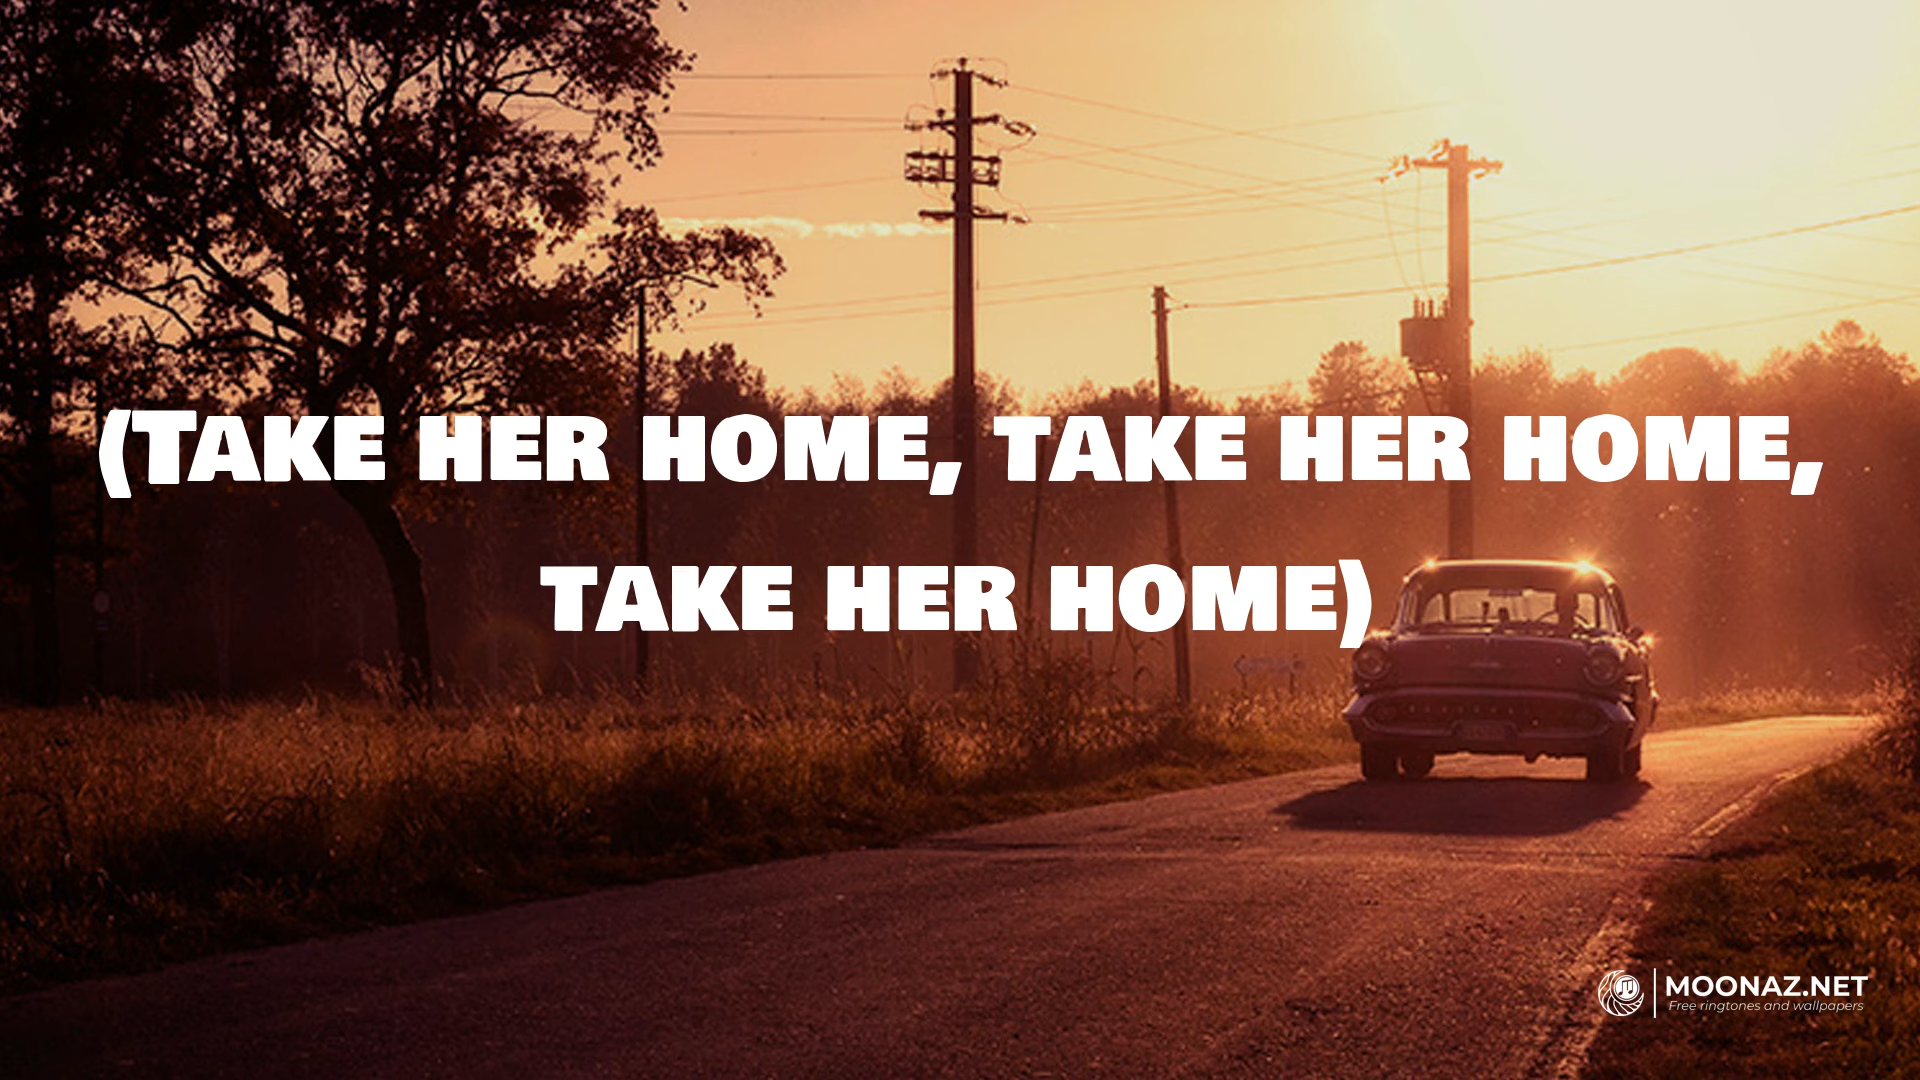 (Take her home, take her home,
take her home)
MOONAZ.NET
Free ringtones and wallpapers